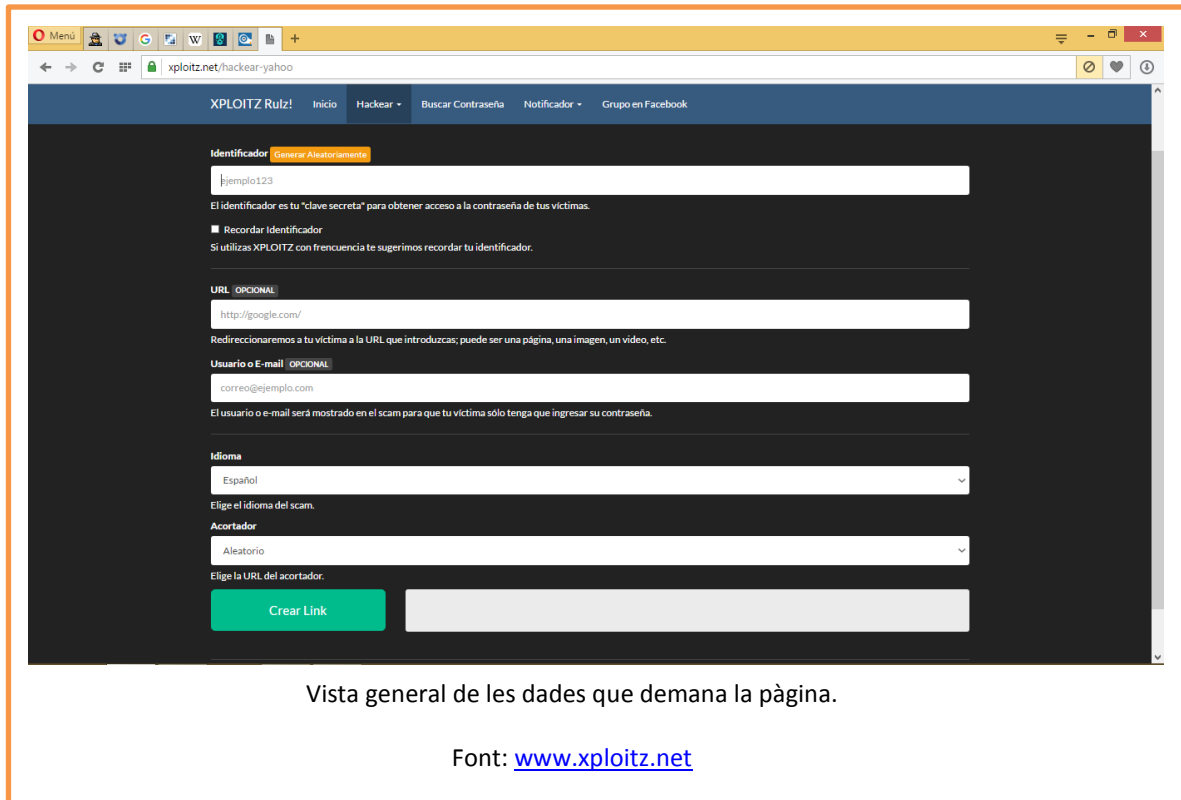 Menú
xploitz.net/hackear-yahoo
XPLOITZ Rulz! Inicio Hackear Buscar Contraseña Notificador Grupo en Facebook
Identificador Generar Aleatoriamente
ejemplo123
El identificador es tu "clave secreta" para obtener acceso a la contraseña de tus víctimas.
Recordar Identificador
Si utilizas XPLOITZ con frencuencia te sugerimos recordar tu identificador.
URL OPCIONAL
http://google.com/
Redireccionaremos a tu víctima a la URL que introduzcas; puede ser una página, una imagen, un video, etc.
Usuario o E-mail OPCIONAL
correo@ejemplo.com
El usuario o e-mail será mostrado en el scam para que tu víctima sólo tenga que ingresar su contraseña.
Idioma
Español
Elige el idioma del scam.
Acortador
Aleatorio
Elige la URL del acortador.
Crear Link
Vista general de les dades que demana la pàgina.
Font: www.xploitz.net